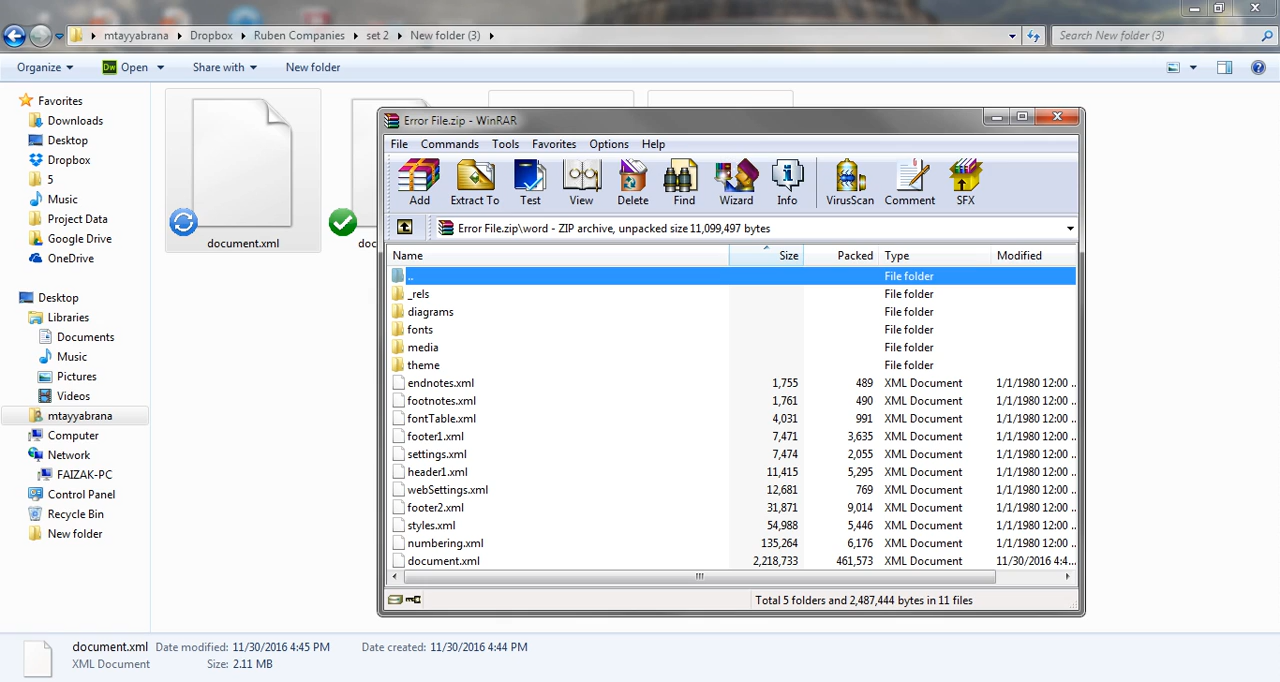 mtayyabrana Dropbox Ruben Companies set 2 New folder (3)
Search New folder (3)
Organize Dw Open Share with New folder
Favorites
Downloads
Desktop
Dropbox
5
Music
Project Data
Google Drive
OneDrive
Desktop
Libraries
Documents
Music
Pictures
Videos
mtayyabrana
Computer
Network
FAIZAK-PC
Control Panel
Recycle Bin
New folder
document.xml
doc
Error File.zip - WinRAR
File Commands Tools Favorites Options Help
Add Extract To Test View Delete Find Wizard Info VirusScan Comment SFX
Error File.zip\word - ZIP archive, unpacked size 11,099,497 bytes
Name Size Packed Type Modified
.. File folder
_rels File folder
diagrams File folder
fonts File folder
media File folder
theme File folder
endnotes.xml 1,755 489 XML Document 1/1/1980 12:00 ..
footnotes.xml 1,761 490 XML Document 1/1/1980 12:00 ..
fontTable.xml 4,031 991 XML Document 1/1/1980 12:00 ..
footer1.xml 7,471 3,635 XML Document 1/1/1980 12:00 ..
settings.xml 7,474 2,055 XML Document 1/1/1980 12:00 ..
header1.xml 11,415 5,295 XML Document 1/1/1980 12:00 ..
webSettings.xml 12,681 769 XML Document 1/1/1980 12:00 ..
footer2.xml 31,871 9,014 XML Document 1/1/1980 12:00 ..
styles.xml 54,988 5,446 XML Document 1/1/1980 12:00 ..
numbering.xml 135,264 6,176 XML Document 1/1/1980 12:00 ..
document.xml 2,218,733 461,573 XML Document 11/30/2016 4:4...
Total 5 folders and 2,487,444 bytes in 11 files
document.xml Date modified: 11/30/2016 4:45 PM Date created: 11/30/2016 4:44 PM
XML Document Size: 2.11 MB